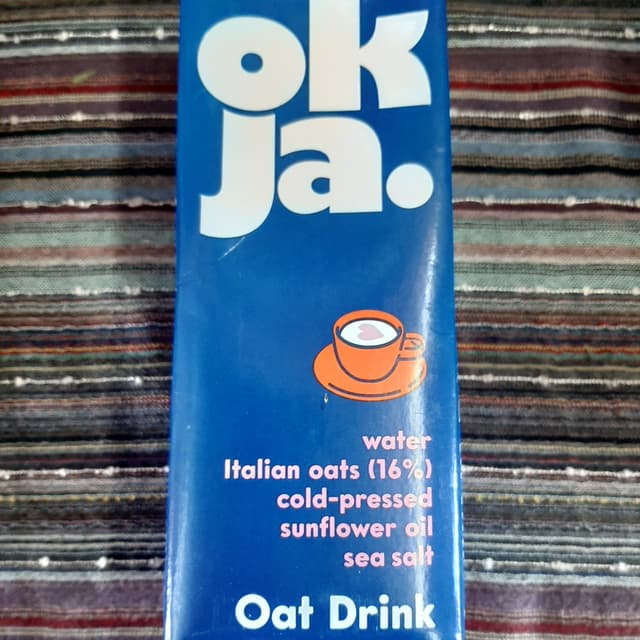 ok
ja.
water
Italian oats (16%)
cold-pressed
sunflower oil
sea salt
Oat Drink